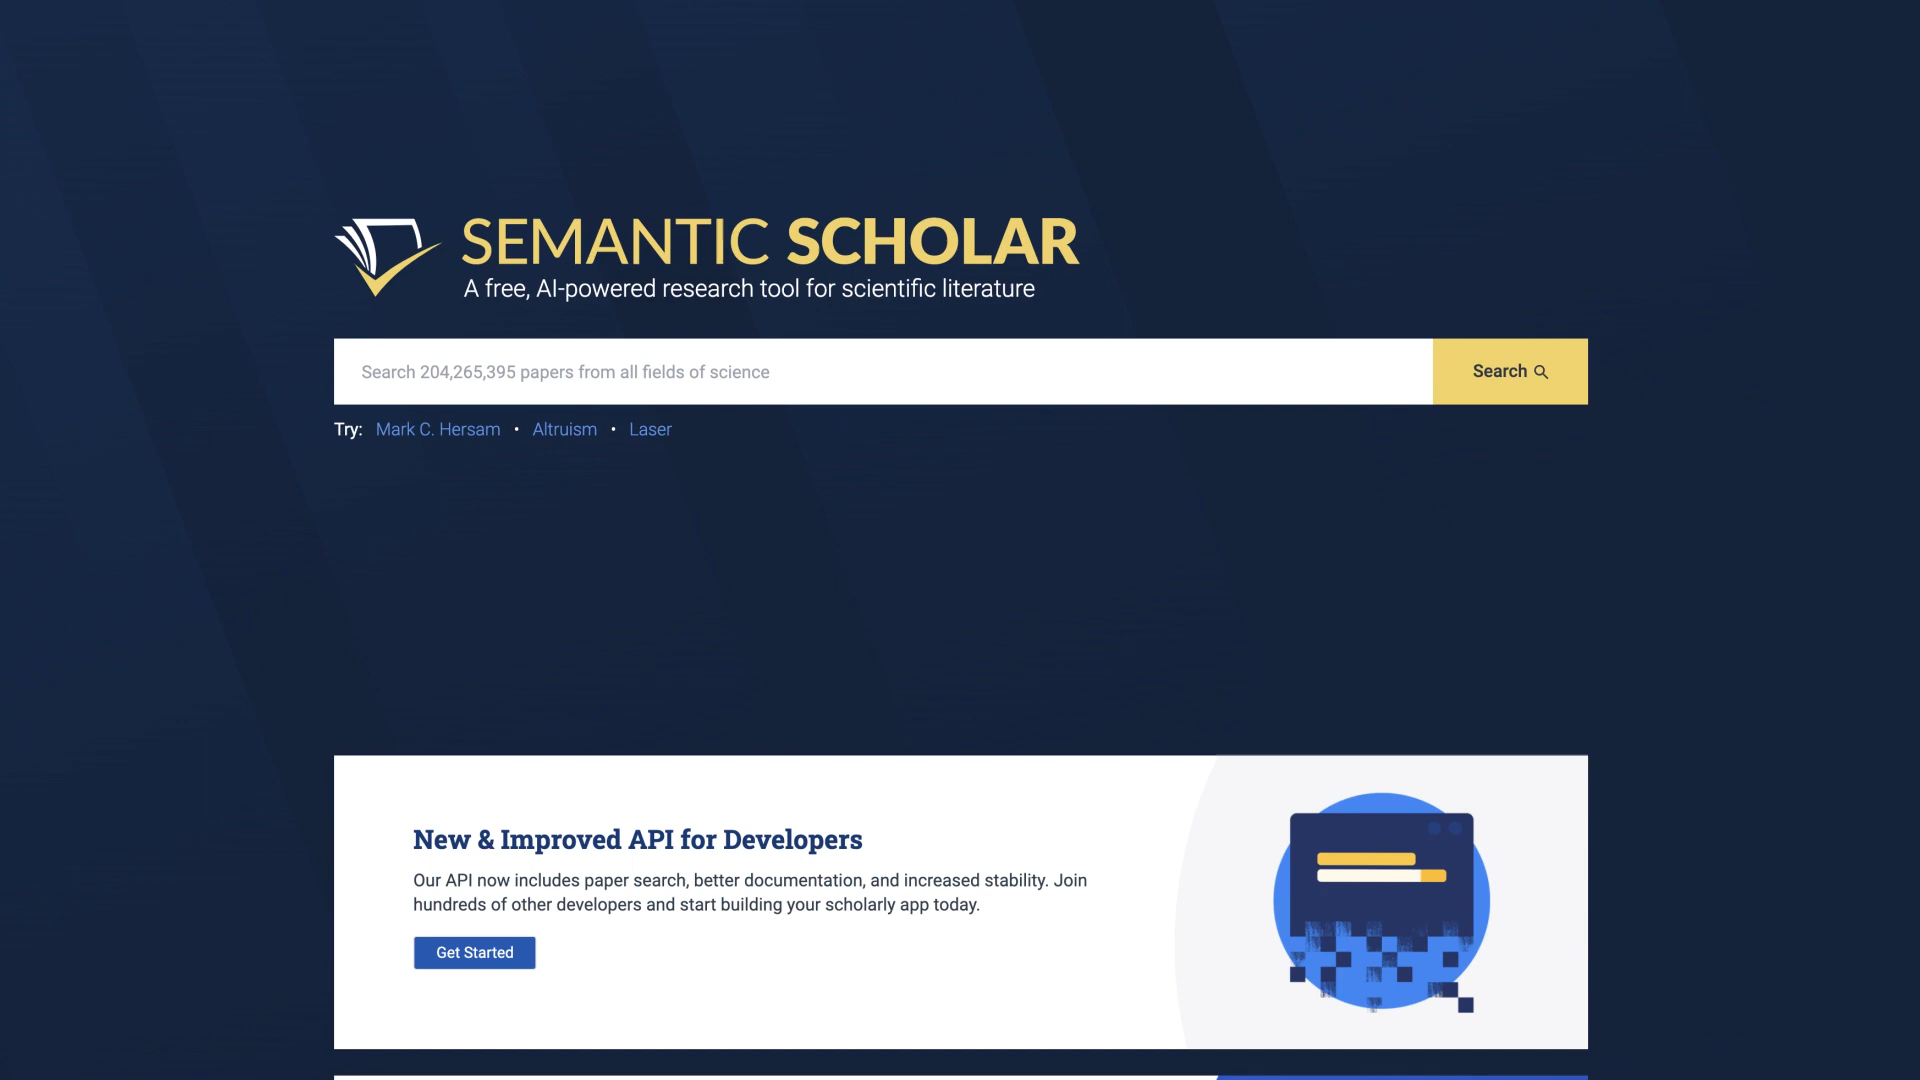 SEMANTIC SCHOLAR
A free, AI-powered research tool for scientific literature
Search 204,265,395 papers from all fields of science
Search
Try: Mark C. Hersam • Altruism • Laser
New & Improved API for Developers
Our API now includes paper search, better documentation, and increased stability. Join
hundreds of other developers and start building your scholarly app today.
Get Started